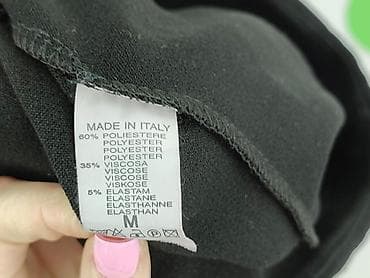 MADE IN ITALY
60% POLIESTERE
POLYESTER
POLYESTER
POLYESTER
35% VISCOSA
VISCOSE
VISCOSE
VISKOSE
5% ELASTAM
ELASTANE
ELASTHANNE
ELASTHAN
M